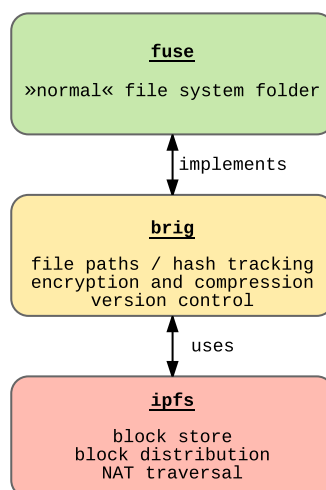 fuse
»normal« file system folder
implements
brig
file paths / hash tracking
encryption and compression
version control
uses
ipfs
block store
block distribution
NAT traversal